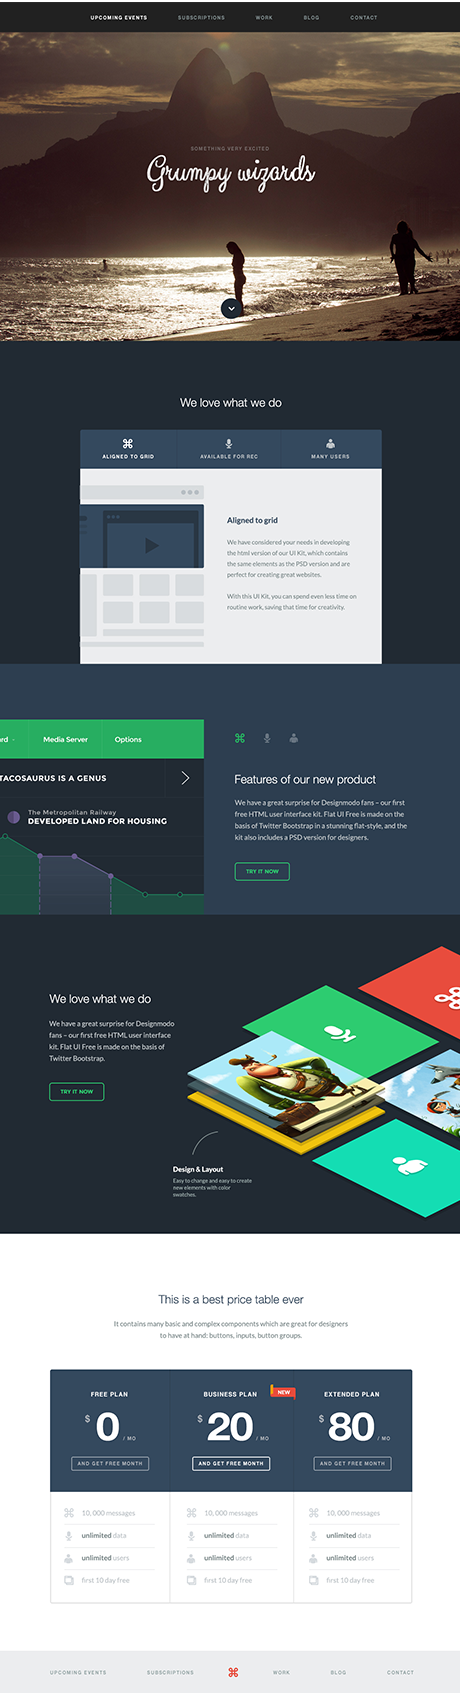 UPCOMING EVENTS SUBSCRIPTIONS WORK BLOG CONTACT
SOMETHING VERY EXCITED
Grumpy wizards
We love what we do
ALIGNED TO GRID AVAILABLE FOR REC MANY USERS
Aligned to grid
We have considered your needs in developing
the html version of our UI Kit, which contains
the same elements as the PSD version and are
perfect for creating great websites.
With this UI Kit, you can spend even less time on
routine work, saving that time for creativity.
rd Media Server Options
TACOSAURUS IS A GENUS
The Metropolitan Railway
DEVELOPED LAND FOR HOUSING
Features of our new product
We have a great surprise for Designmodo fans – our first
free HTML user interface kit. Flat UI Free is made on the
basis of Twitter Bootstrap in a stunning flat-style, and the
kit also includes a PSD version for designers.
TRY IT NOW
We love what we do
We have a great surprise for Designmodo
fans – our first free HTML user interface
kit. Flat UI Free is made on the basis of
Twitter Bootstrap.
TRY IT NOW
Design & Layout
Easy to change and easy to create
new elements with color
swatches.
This is a best price table ever
It contains many basic and complex components which are great for designers
to have at hand: buttons, inputs, button groups.
FREE PLAN BUSINESS PLAN NEW EXTENDED PLAN
$ 0 / MO $ 20 / MO $ 80 / MO
AND GET FREE MONTH AND GET FREE MONTH AND GET FREE MONTH
10, 000 messages 10, 000 messages 10, 000 messages
unlimited data unlimited data unlimited data
unlimited users unlimited users unlimited users
first 10 day free first 10 day free first 10 day free
UPCOMING EVENTS SUBSCRIPTIONS WORK BLOG CONTACT